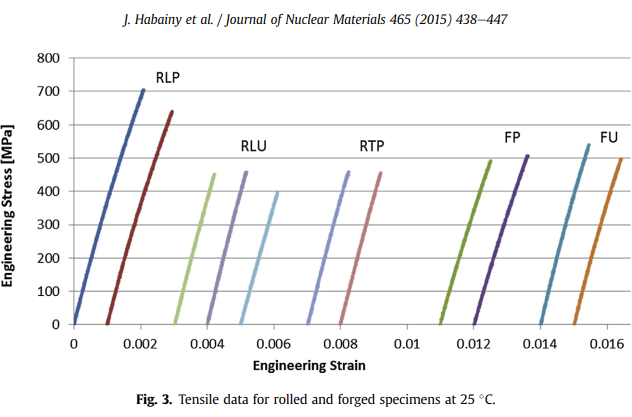 J. Habainy et al. / Journal of Nuclear Materials 465 (2015) 438–447
800
700
600
500
400
300
200
100
0
Engineering Stress [MPa]
RLP
RLU
RTP
FP
FU
0 0.002 0.004 0.006 0.008 0.01 0.012 0.014 0.016
Engineering Strain
Fig. 3. Tensile data for rolled and forged specimens at 25 °C.